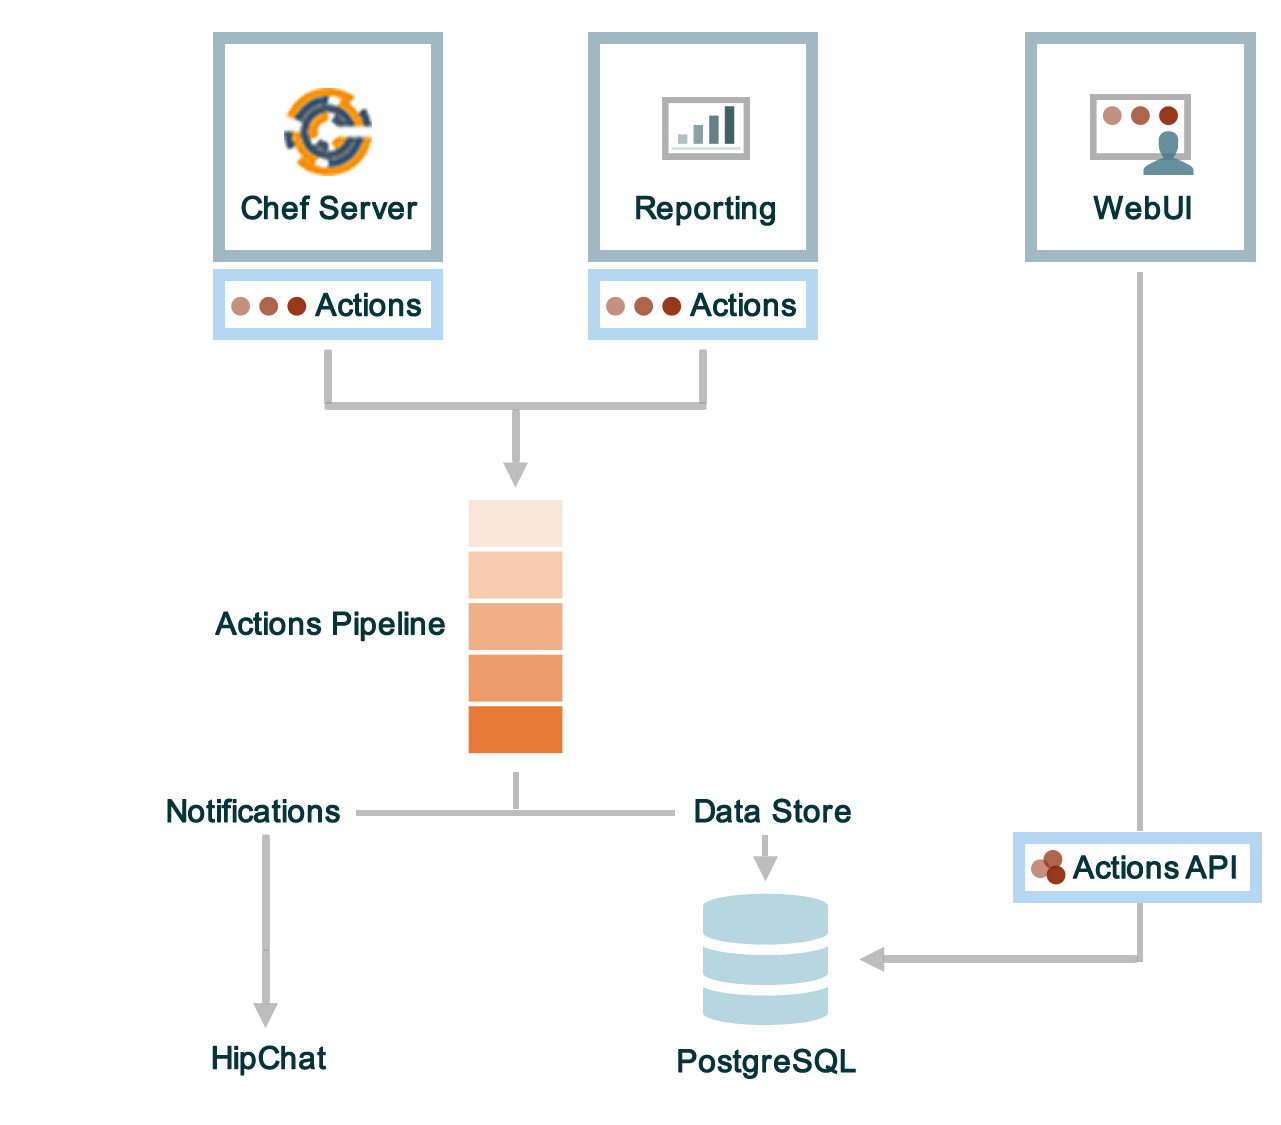 Chef Server
Reporting
WebUI
Actions
Actions
Actions Pipeline
Notifications
Data Store
Actions API
HipChat
PostgreSQL